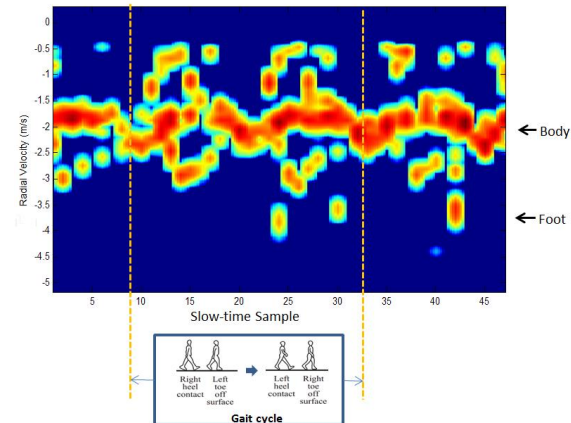 0
-0.5
-1
-1.5
-2
-2.5
-3
-3.5
-4
-4.5
-5
Radial Velocity (m/s)
Body
Foot
5 10 15 20 25 30 35 40 45
Slow-time Sample
Right heel contact
Left toe off surface
Left heel contact
Right toe off surface
Gait cycle